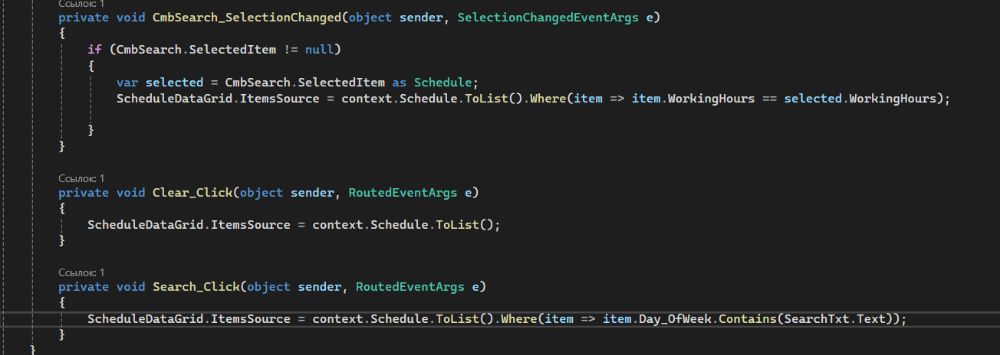 Ссылок: 1
private void CmbSearch_SelectionChanged(object sender, SelectionChangedEventArgs e)
{
if (CmbSearch.SelectedItem != null)
{
var selected = CmbSearch.SelectedItem as Schedule;
ScheduleDataGrid.ItemsSource = context.Schedule.ToList().Where(item => item.WorkingHours == selected.WorkingHours);
}
}
Ссылок: 1
private void Clear_Click(object sender, RoutedEventArgs e)
{
ScheduleDataGrid.ItemsSource = context.Schedule.ToList();
}
Ссылок: 1
private void Search_Click(object sender, RoutedEventArgs e)
{
ScheduleDataGrid.ItemsSource = context.Schedule.ToList().Where(item => item.Day_OfWeek.Contains(SearchTxt.Text));
}
}